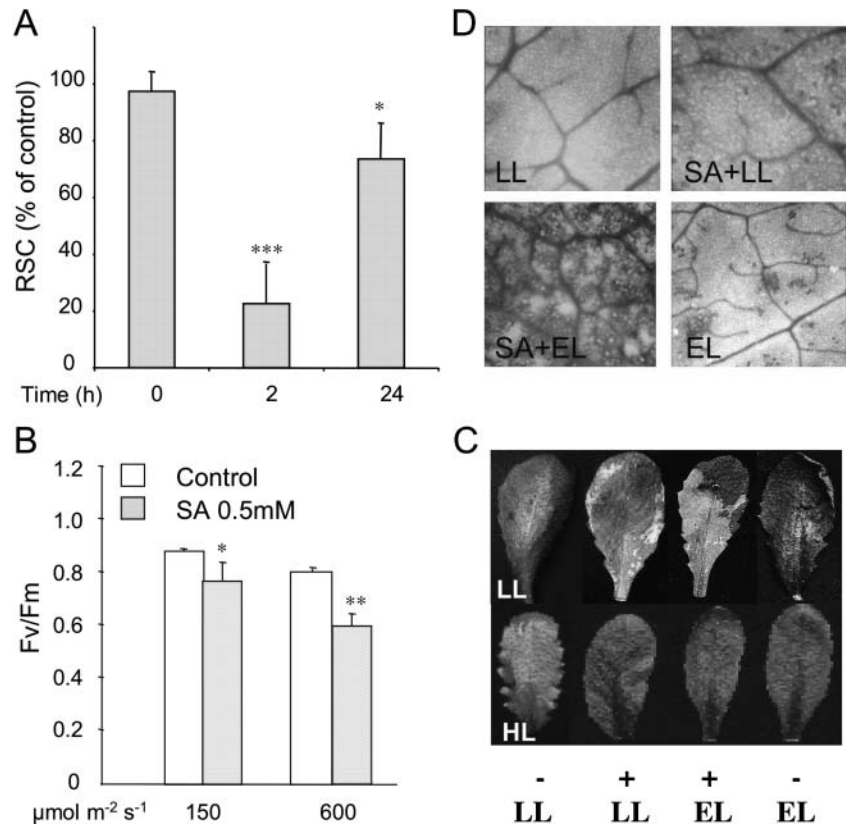 A
RSC (% of control)
100
80
60
40
20
0
***
*
Time (h) 0 2 24
B
Control
SA 0.5mM
Fv/Fm
1.2
1.0
0.8
0.6
0.4
0.2
0
*
**
µmol m⁻² s⁻¹ 150 600
D
LL
SA+LL
SA+EL
EL
C
LL
HL
- + + -
LL LL EL EL